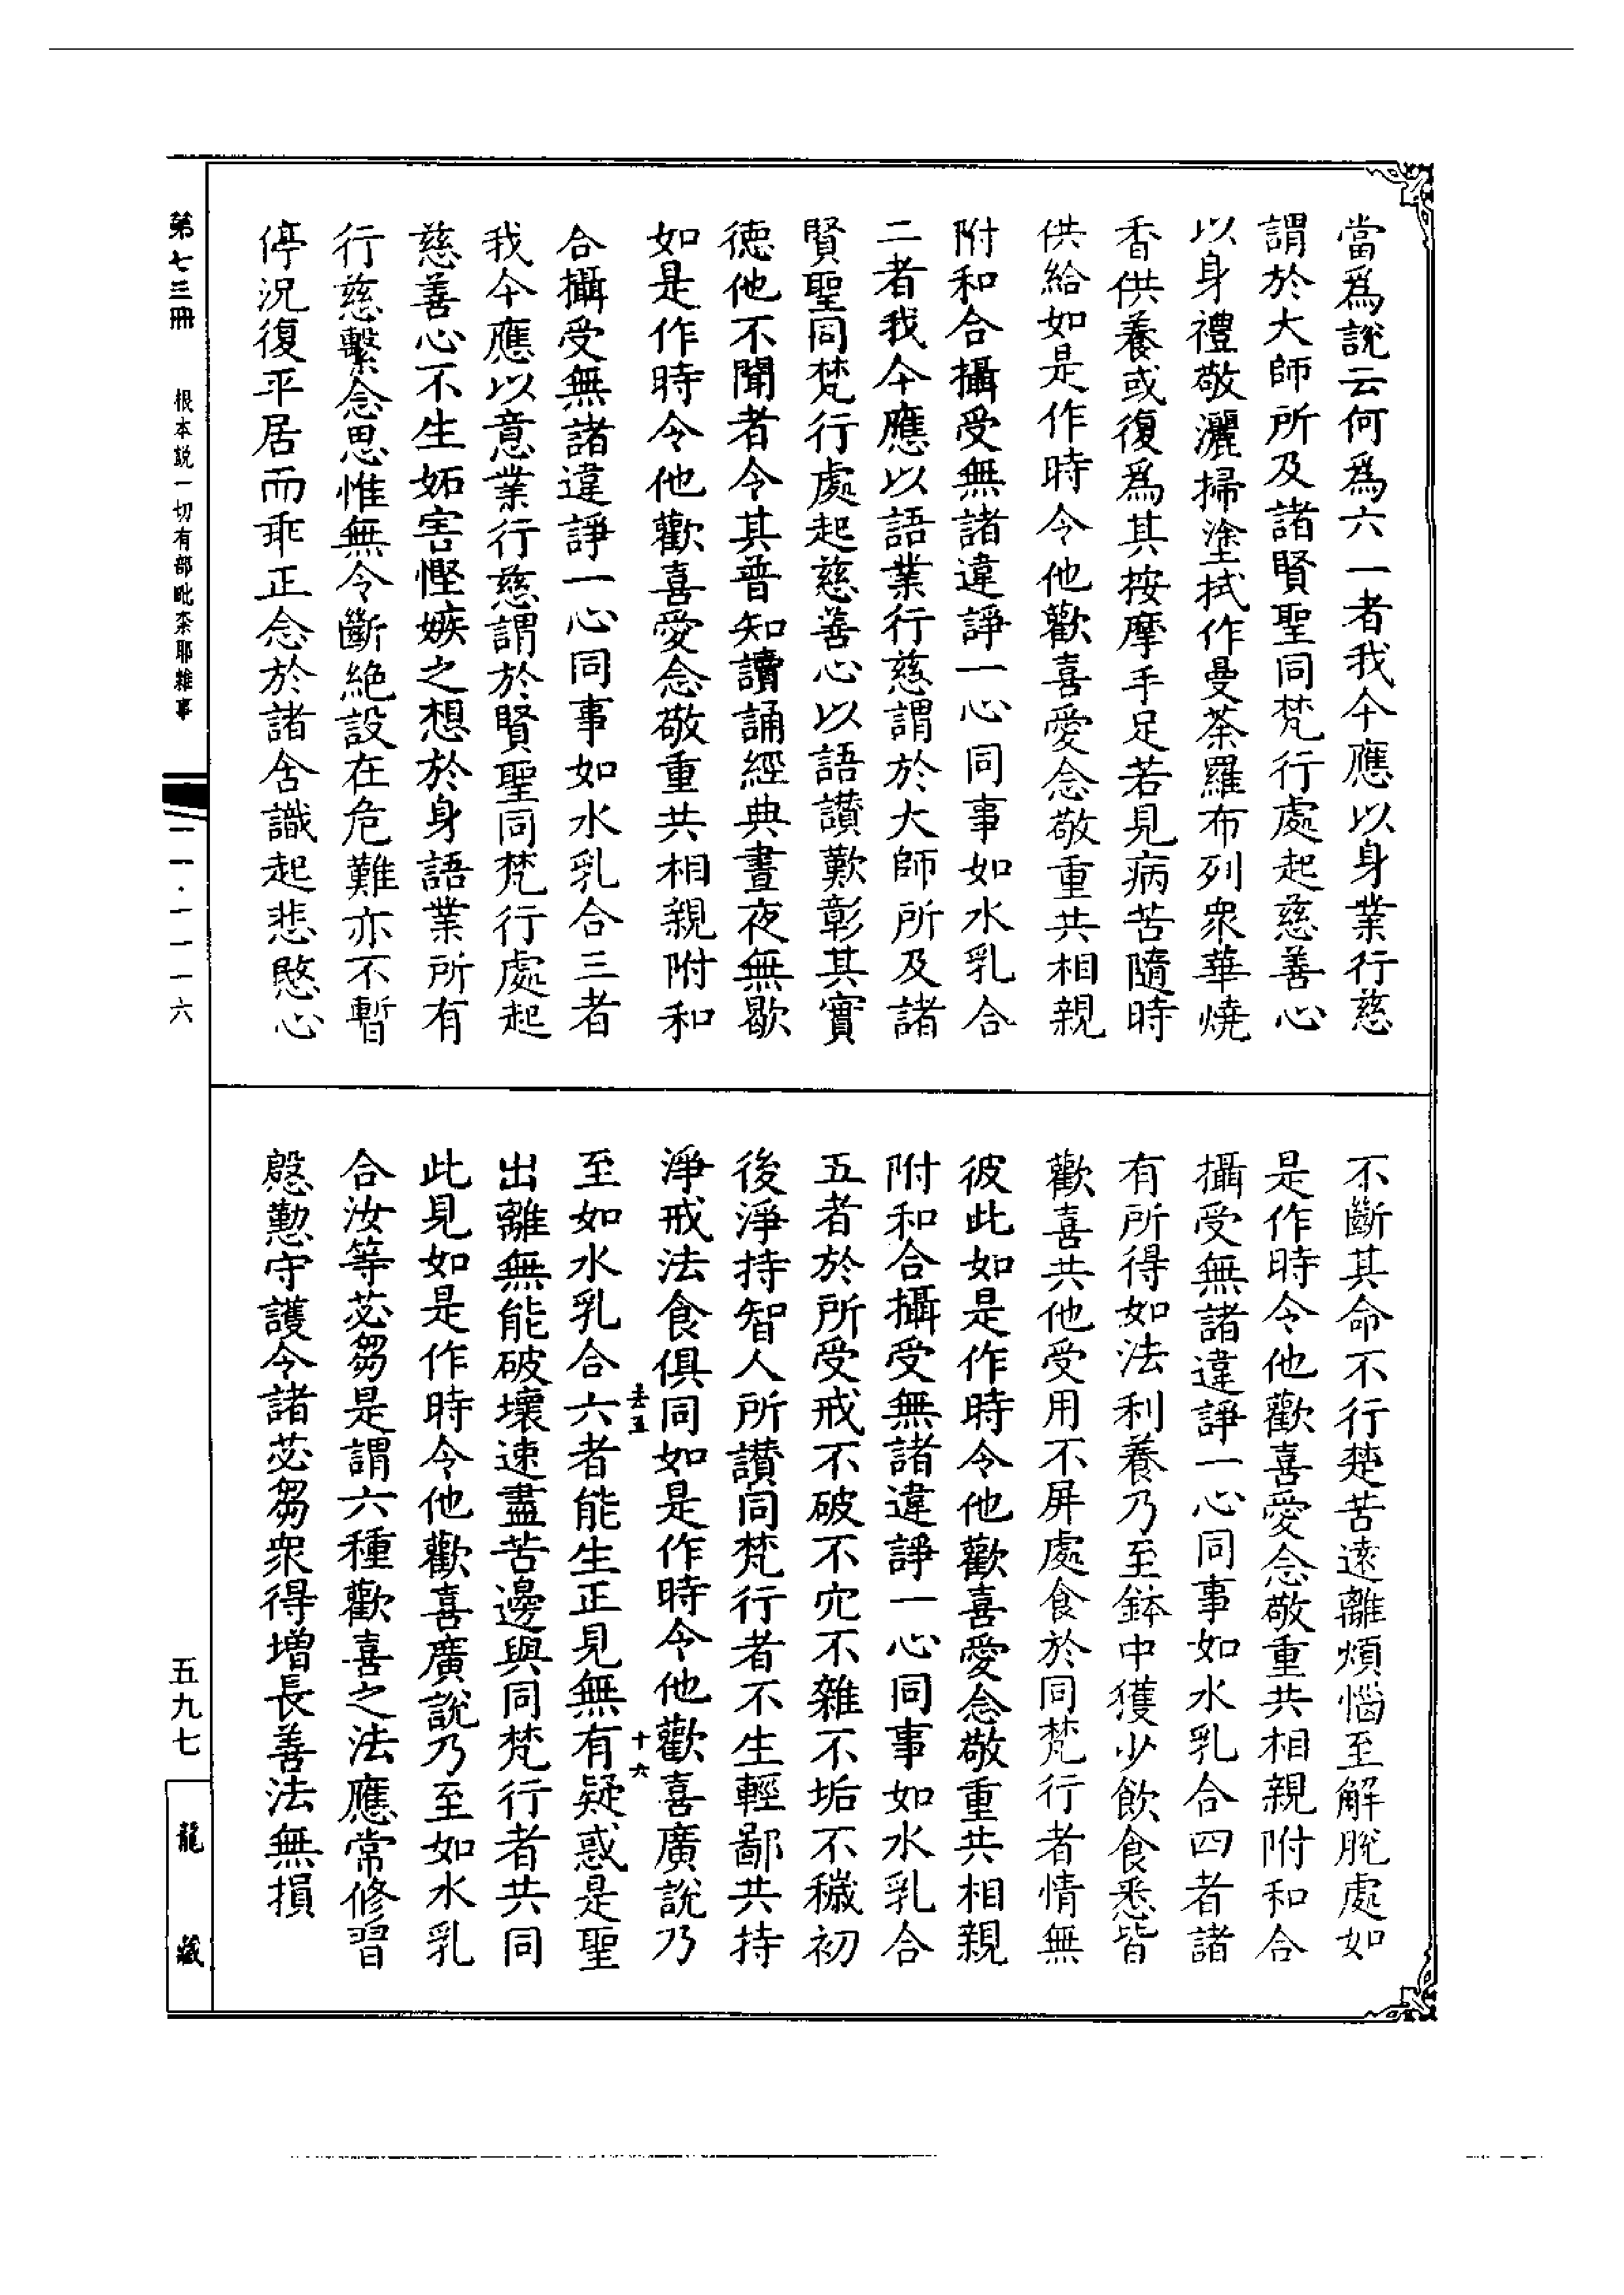 當爲說云何爲六一者我今應以身業行慈
謂於大師所及諸賢聖同梵行處起慈善心
以身禮敬灑掃塗拭作曼荼羅布列衆華燒
香供養或復爲其按摩手足若見病苦隨時
供給如是作時令他歡喜愛念敬重共相親
附和合攝受無諸違諍一心同事如水乳合
二者我今應以語業行慈謂於大師所及諸
賢聖同梵行處起慈善心以語讃歎彰其實
德他不聞者令其普知讀誦經典晝夜無歇
如是作時令他歡喜愛念敬重共相親附和
合攝受無諸違諍一心同事如水乳合三者
我今應以意業行慈謂於賢聖同梵行處起
慈善心不生妬害慳嫉之想於身語業所有
行慈繫念思惟無令斷絶設在危難亦不暫
停況復平居而乖正念於諸含識起悲愍心
不斷其命不行楚苦遠離煩惱至解脫處如
是作時令他歡喜愛念敬重共相親附和合
攝受無諸違諍一心同事如水乳合四者諸
有所得如法利養乃至鉢中獲少飲食悉皆
歡喜共他受用不屏處食於同梵行者情無
彼此如是作時令他歡喜愛念敬重共相親
附和合攝受無諸違諍一心同事如水乳合
五者於所受戒不破不穴不雜不垢不穢初
後淨持智人所讃同梵行者不生輕鄙共持
淨戒法食俱同如是作時令他歡喜廣說乃
十六
至如水乳合六者能生正見無有疑惑是聖
出離無能破壞速盡苦邊與同梵行者共同
此見如是作時令他歡喜廣說乃至如水乳
合汝等苾芻是謂六種歡喜之法應常修習
慇懃守護令諸苾芻衆得增長善法無損
第七三冊 根本説一切有部毗奈耶雜事 一一·一一一六
五九七 龍藏